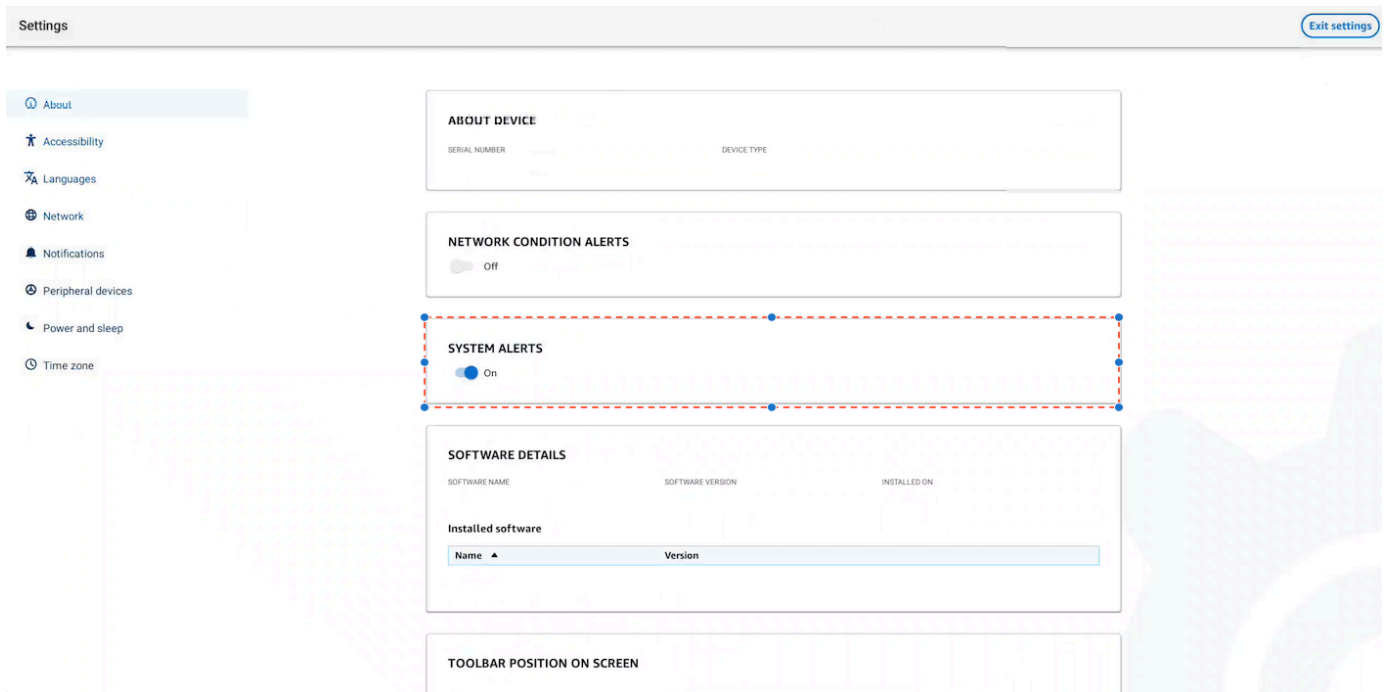 Settings
Exit settings
About
Accessibility
Languages
Network
Notifications
Peripheral devices
Power and sleep
Time zone
ABOUT DEVICE
SERIAL NUMBER DEVICE TYPE
NETWORK CONDITION ALERTS
Off
SYSTEM ALERTS
On
SOFTWARE DETAILS
SOFTWARE NAME SOFTWARE VERSION INSTALLED ON
Installed software
Name Version
TOOLBAR POSITION ON SCREEN